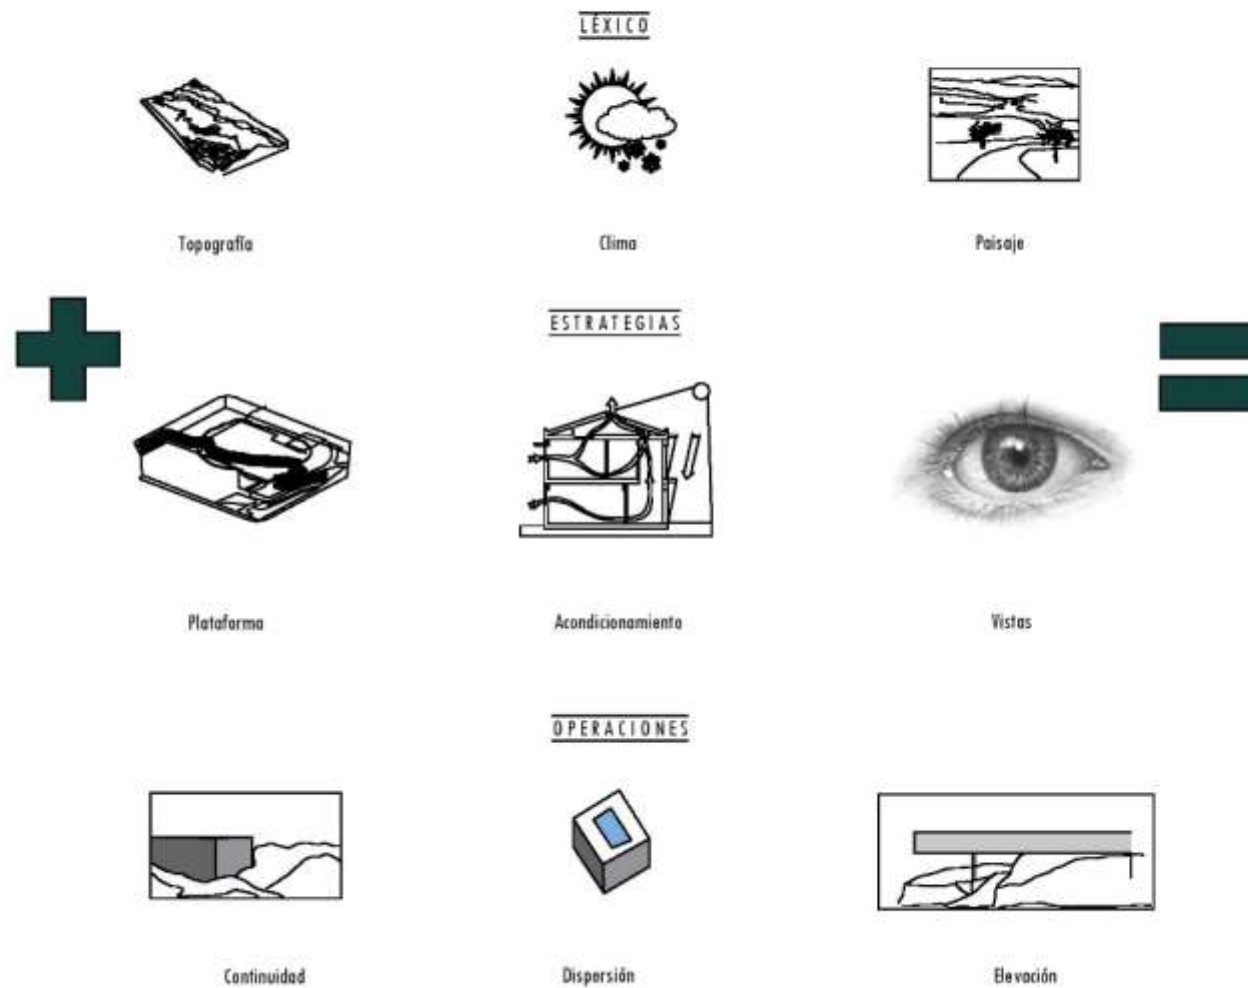 LÉXICO
Topografía
Clima
Paisaje
ESTRATEGIAS
Plataforma
Acondicionamiento
Vistas
OPERACIONES
Continuidad
Dispersión
Elevación